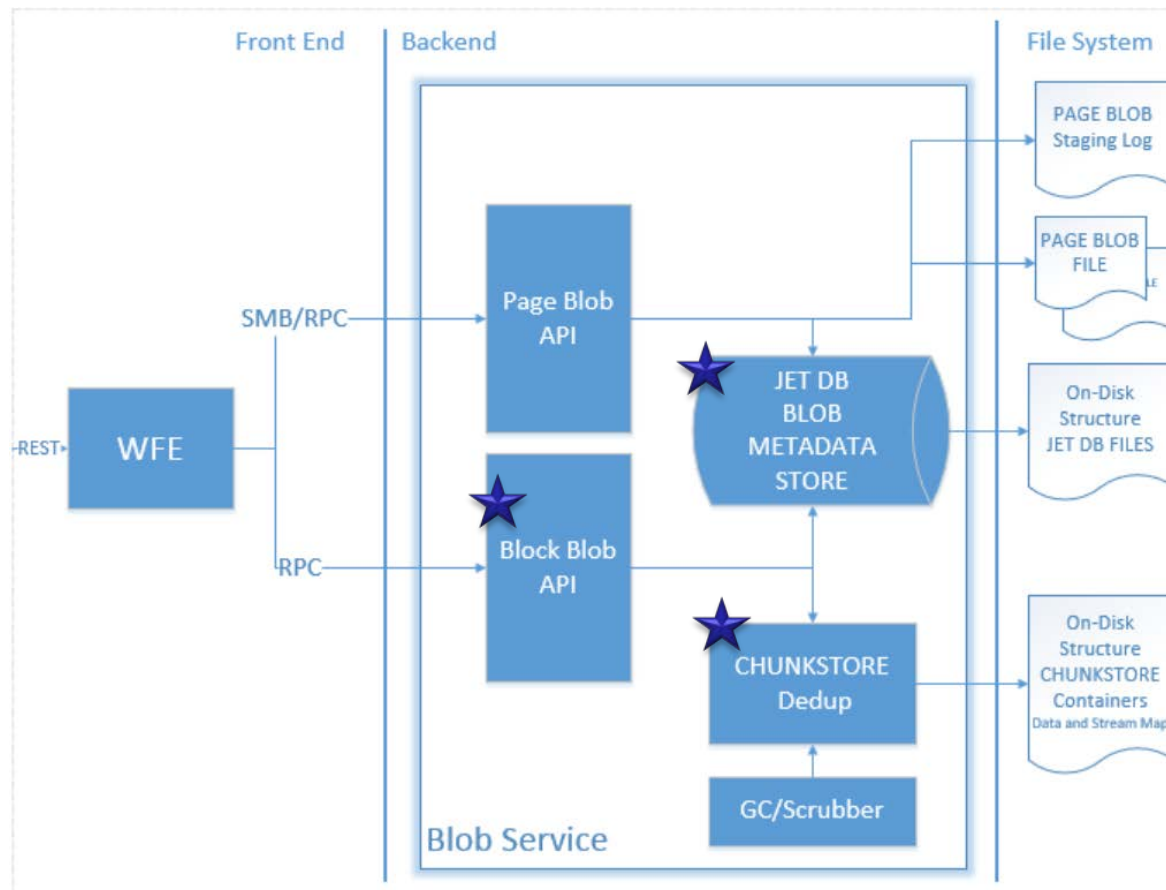 Front End
Backend
File System
PAGE BLOB
Staging Log
PAGE BLOB
FILE
LE
Page Blob
API
SMB/RPC
JET DB
BLOB
METADATA
STORE
On-Disk
Structure
JET DB FILES
REST
WFE
Block Blob
API
RPC
CHUNKSTORE
Dedup
On-Disk
Structure
CHUNKSTORE
Containers
Data and Stream Map
GC/Scrubber
Blob Service